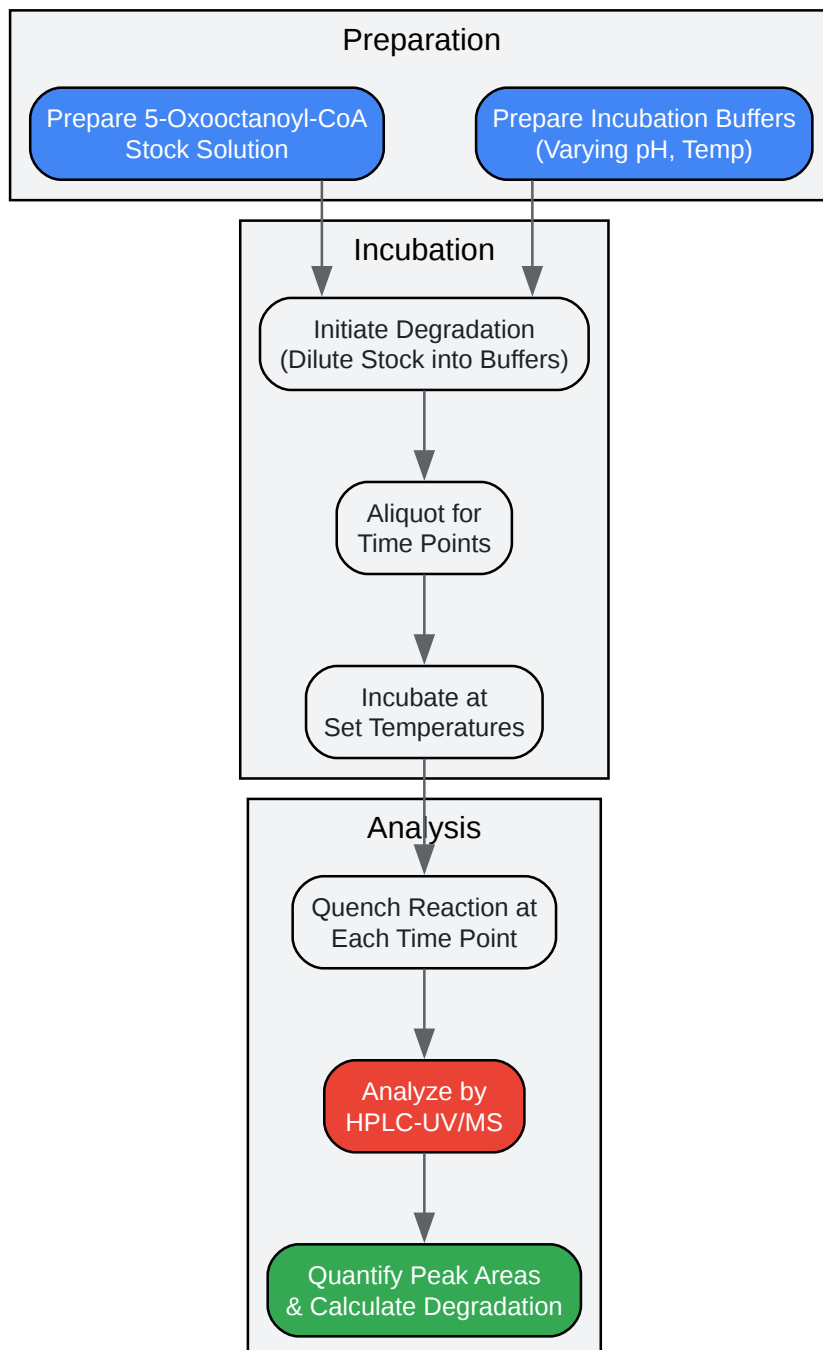 Preparation
Prepare 5-Oxooctanoyl-CoA
Stock Solution
Prepare Incubation Buffers
(Varying pH, Temp)
Incubation
Initiate Degradation
(Dilute Stock into Buffers)
Aliquot for
Time Points
Incubate at
Set Temperatures
Analysis
Quench Reaction at
Each Time Point
Analyze by
HPLC-UV/MS
Quantify Peak Areas
& Calculate Degradation